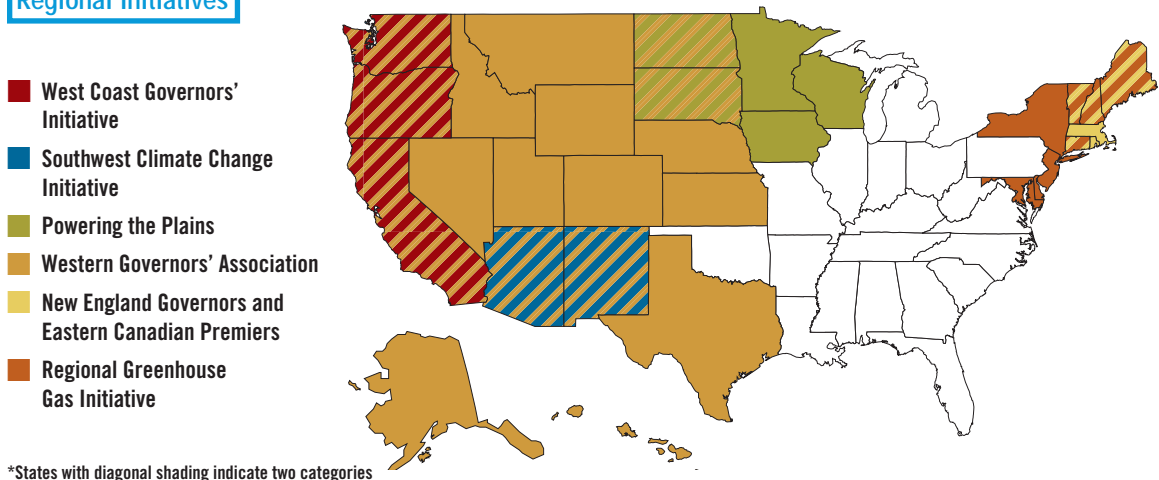 Regional Initiatives
West Coast Governors'
Initiative
Southwest Climate Change
Initiative
Powering the Plains
Western Governors' Association
New England Governors and
Eastern Canadian Premiers
Regional Greenhouse
Gas Initiative
*States with diagonal shading indicate two categories